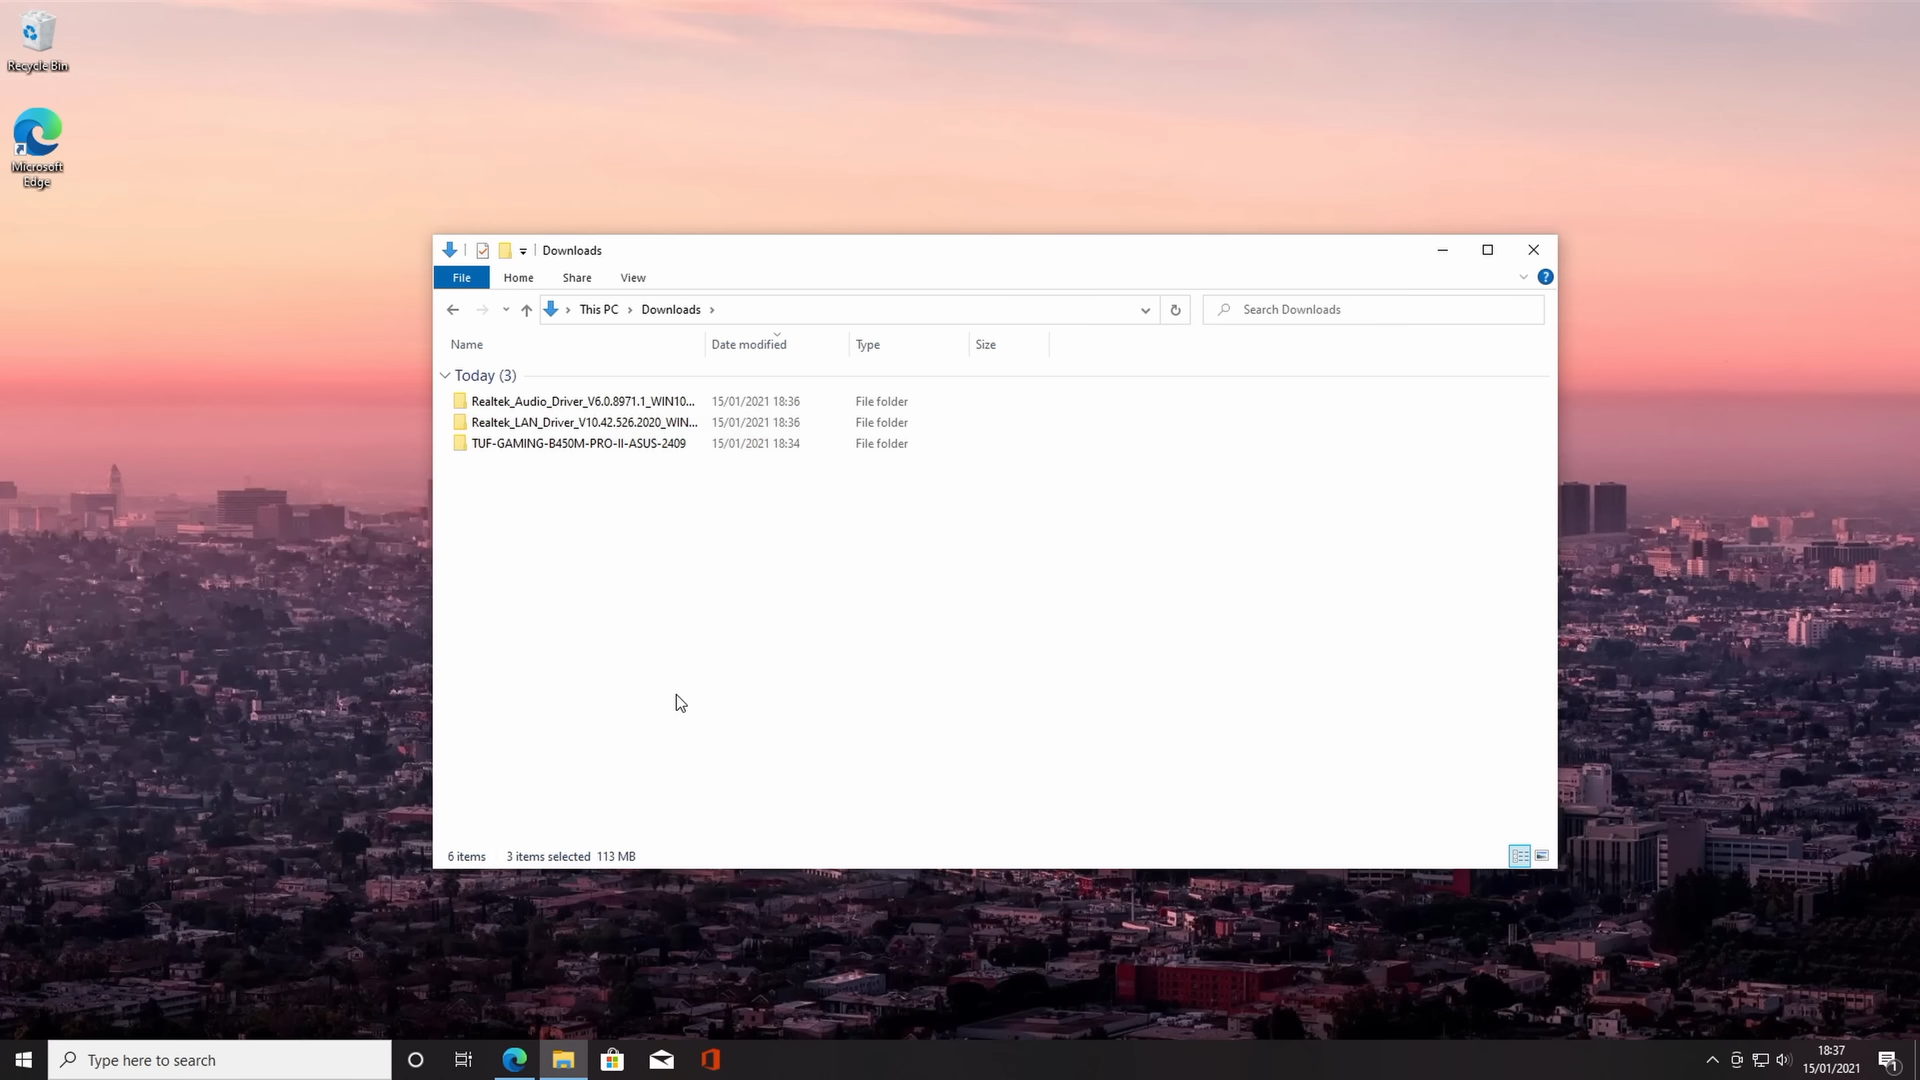 Recycle Bin
Microsoft
Edge
Downloads
File Home Share View
This PC Downloads
Search Downloads
Name Date modified Type Size
Today (3)
Realtek_Audio_Driver_V6.0.8971.1_WIN10... 15/01/2021 18:36 File folder
Realtek_LAN_Driver_V10.42.526.2020_WIN... 15/01/2021 18:36 File folder
TUF-GAMING-B450M-PRO-II-ASUS-2409 15/01/2021 18:34 File folder
6 items 3 items selected 113 MB
Type here to search
18:37
15/01/2021
1